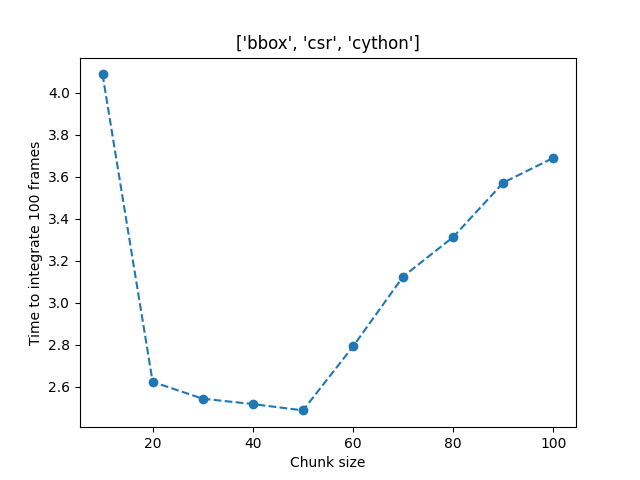 ['bbox', 'csr', 'cython']
Time to integrate 100 frames
4.0
3.8
3.6
3.4
3.2
3.0
2.8
2.6
20 40 60 80 100
Chunk size